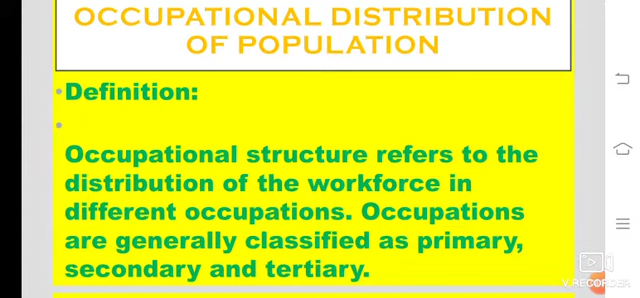 OCCUPATIONAL DISTRIBUTION
OF POPULATION
Definition:
Occupational structure refers to the
distribution of the workforce in
different occupations. Occupations
are generally classified as primary,
secondary and tertiary.
V.RECORDER